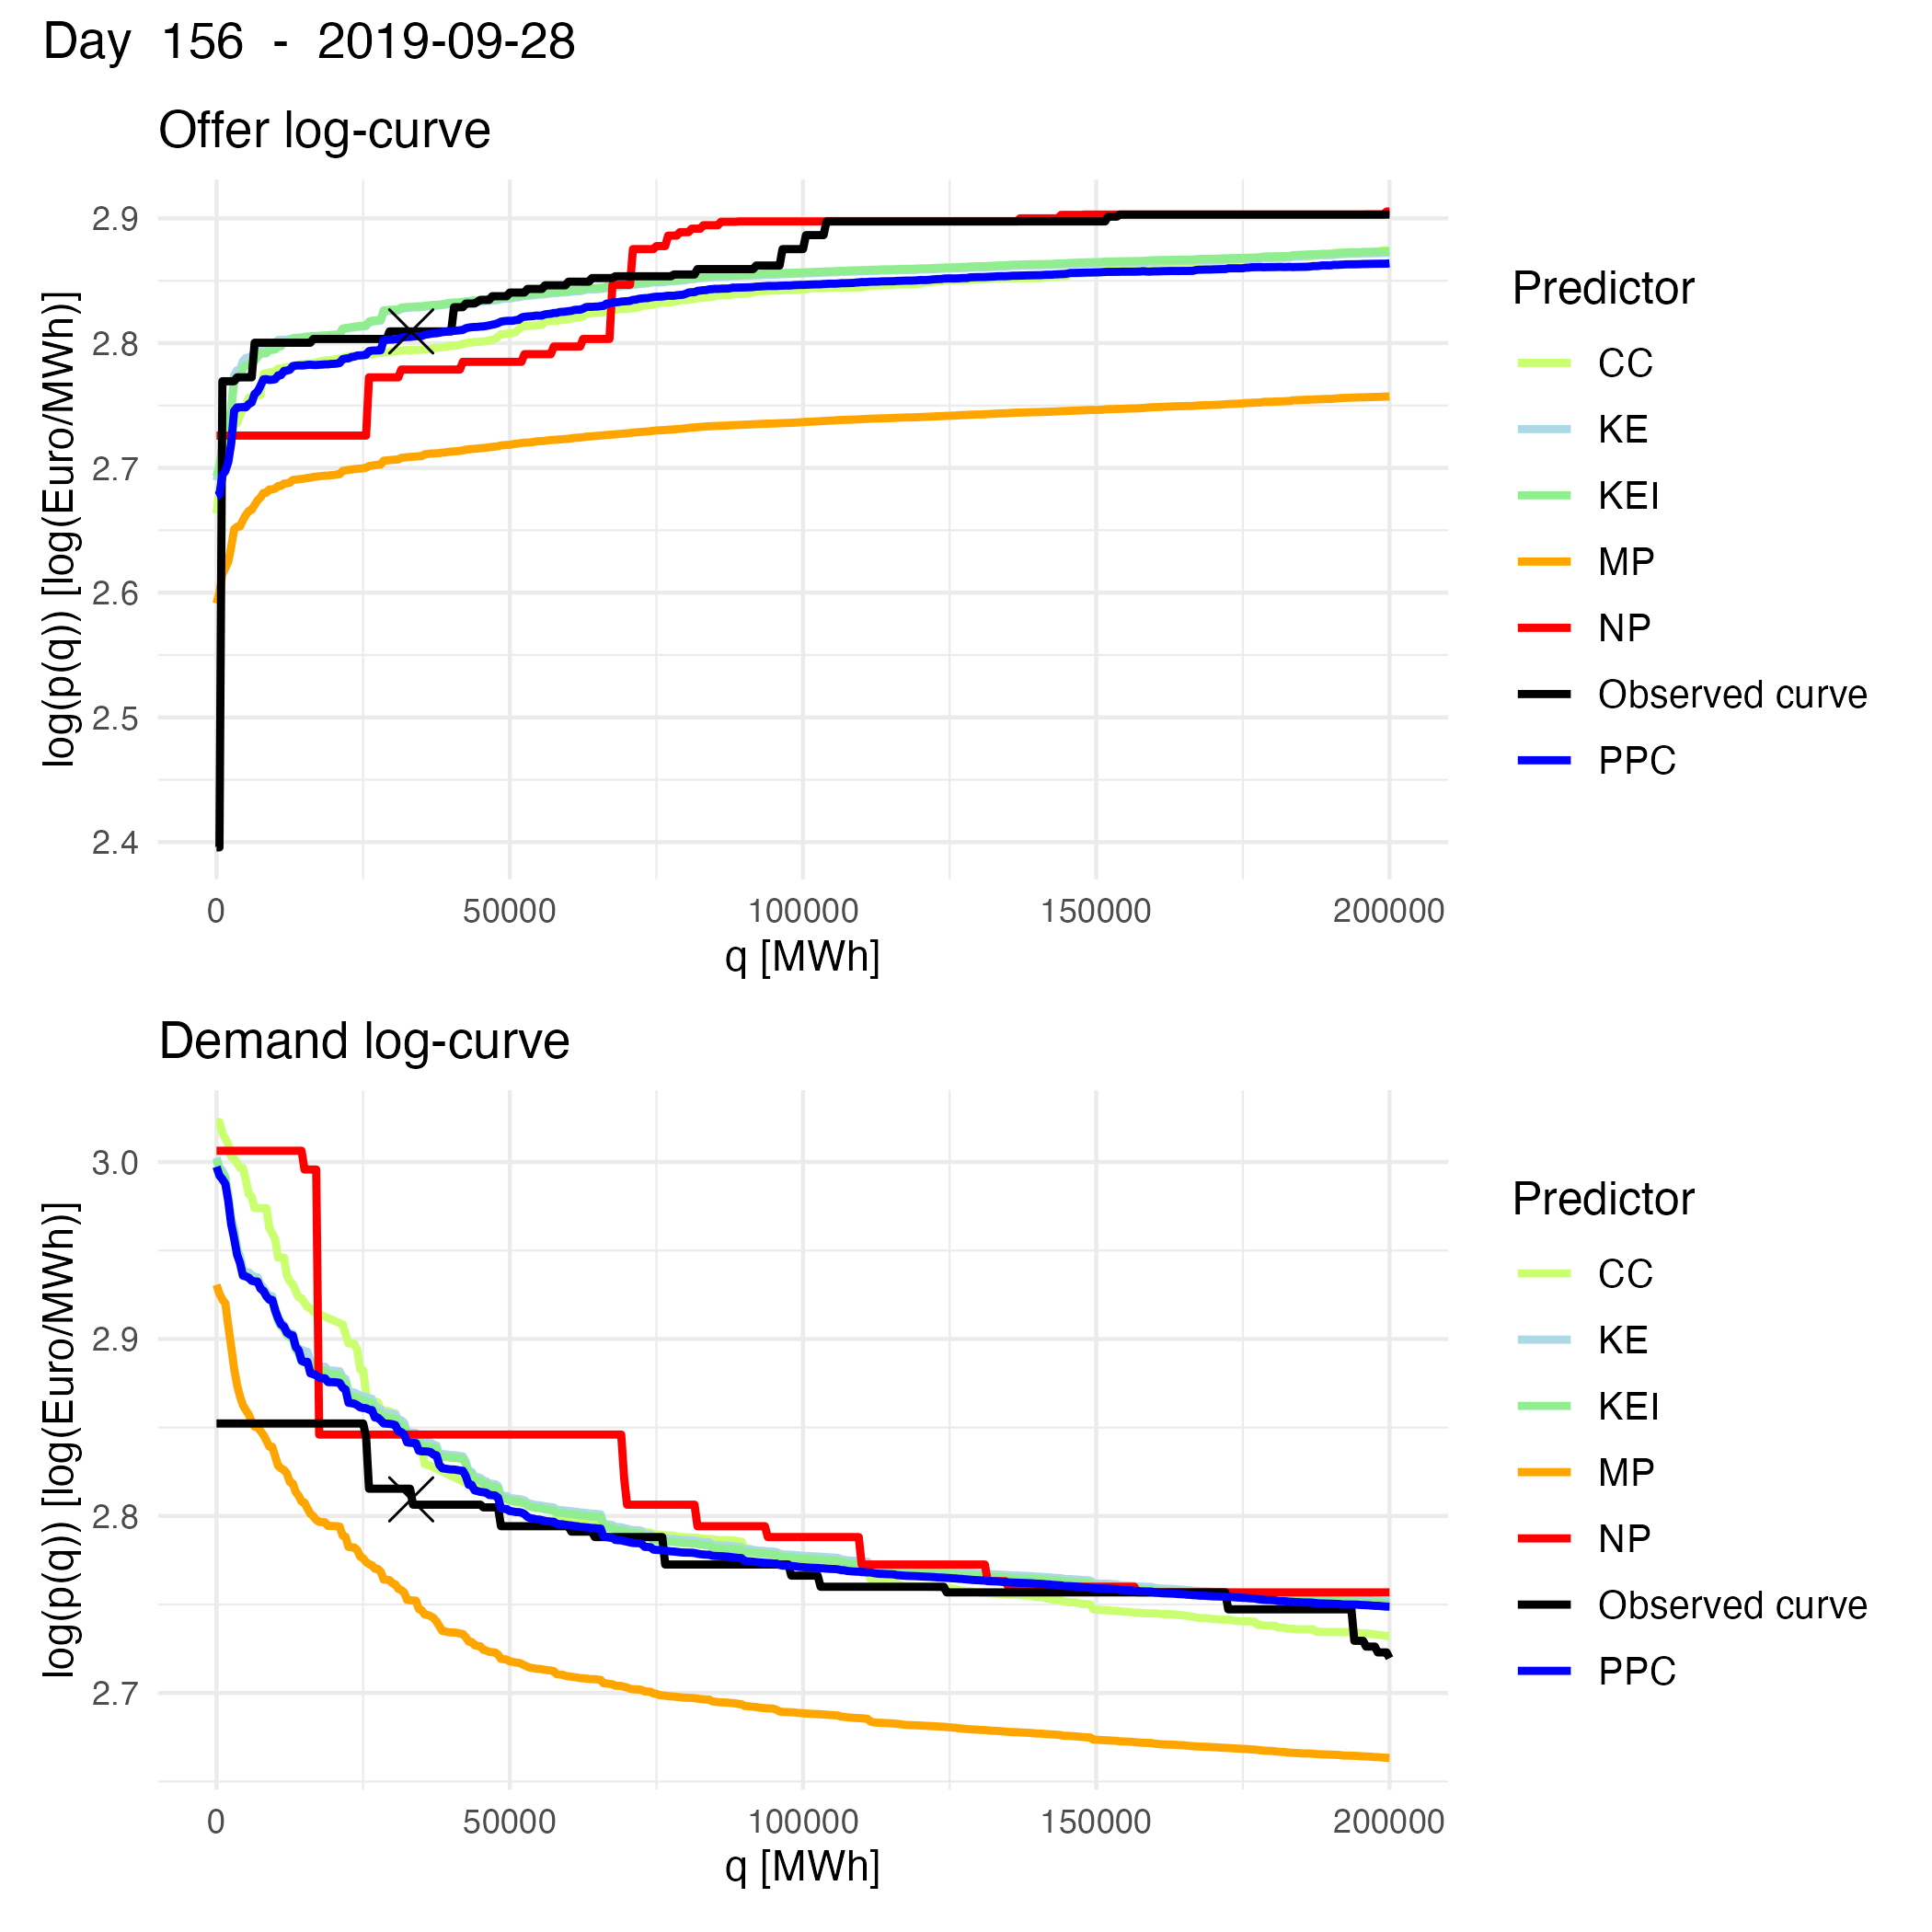 Day 156 - 2019-09-28
Offer log-curve
log(p(q)) [log(Euro/MWh)]
2.9
2.8
2.7
2.6
2.5
2.4
0 50000 100000 150000 200000
q [MWh]
Predictor
CC
KE
KEI
MP
NP
Observed curve
PPC
Demand log-curve
log(p(q)) [log(Euro/MWh)]
3.0
2.9
2.8
2.7
0 50000 100000 150000 200000
q [MWh]
Predictor
CC
KE
KEI
MP
NP
Observed curve
PPC